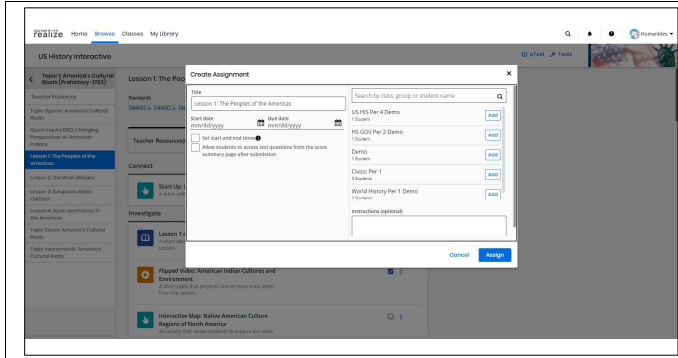 realize. Home Browse Classes My Library
Humanities
US History Interactive
eText Tools
Topic 1: America's Cultural
Roots (Prehistory–1782)
Teacher Resources
Topic Opener: America's Cultural
Roots
Quest Inquiry DBQ: Changing
Perspectives on American
Indians
Lesson 1: The Peoples of the
Americas
Lesson 2: The West Africans
Lesson 3: Europeans Make
Contact
Lesson 4: Spain and France in
the Americas
Topic Closer: America's Cultural
Roots
Topic Assessments: America's
Cultural Roots
Lesson 1: The Peo
Standards
Teacher Resources
Connect
Start Up: L
A quick acti
Investigate
Lesson 1
A chart
Lesson
Flipped Video: American Indian Cultures and
Environment
A short video that presents one or more main ideas
from the Lesson.
Interactive Map: Native American Culture
Regions of North America
An activity that allows students to explore key ideas
Create Assignment
Title
Lesson 1: The Peoples of the Americas
Start date Due date
mm/dd/yyyy mm/dd/yyyy
Set start and end times
Allow students to access test questions from the score
summary page after submission
Search by class, group or student name
US HIS Per 4 Demo
1 Student
Add
HS GOV Per 2 Demo
1 Student
Add
Demo
1 Student
Add
Civics: Per 1
3 Students
Add
World History Per 1 Demo
Students
Add
Instructions (optional)
Cancel Assign